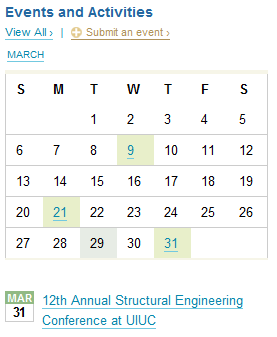 Events and Activities
View All › | Submit an event ›
MARCH
S M T W T F S
1 2 3 4 5
6 7 8 9 10 11 12
13 14 15 16 17 18 19
20 21 22 23 24 25 26
27 28 29 30 31
MAR 12th Annual Structural Engineering
31 Conference at UIUC